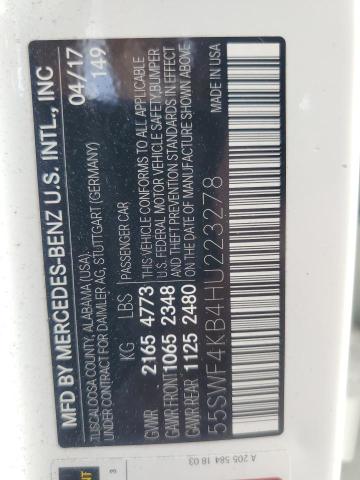 MFD BY MERCEDES-BENZ U.S. INTL., INC
TUSCALOOSA COUNTY, ALABAMA (USA).
UNDER CONTRACT FOR DAIMLER AG, STUTTGART (GERMANY)
04/17
149
KG LBS PASSENGER CAR
GVWR 2165 4773
GAWR FRONT 1065 2348
GAWR REAR 1125 2480
THIS VEHICLE CONFORMS TO ALL APPLICABLE
U.S. FEDERAL MOTOR VEHICLE SAFETY, BUMPER
AND THEFT PREVENTION STANDARDS IN EFFECT
ON THE DATE OF MANUFACTURE SHOWN ABOVE
55SWF4KB4HU223278
MADE IN USA
A 205 584 18 03
3